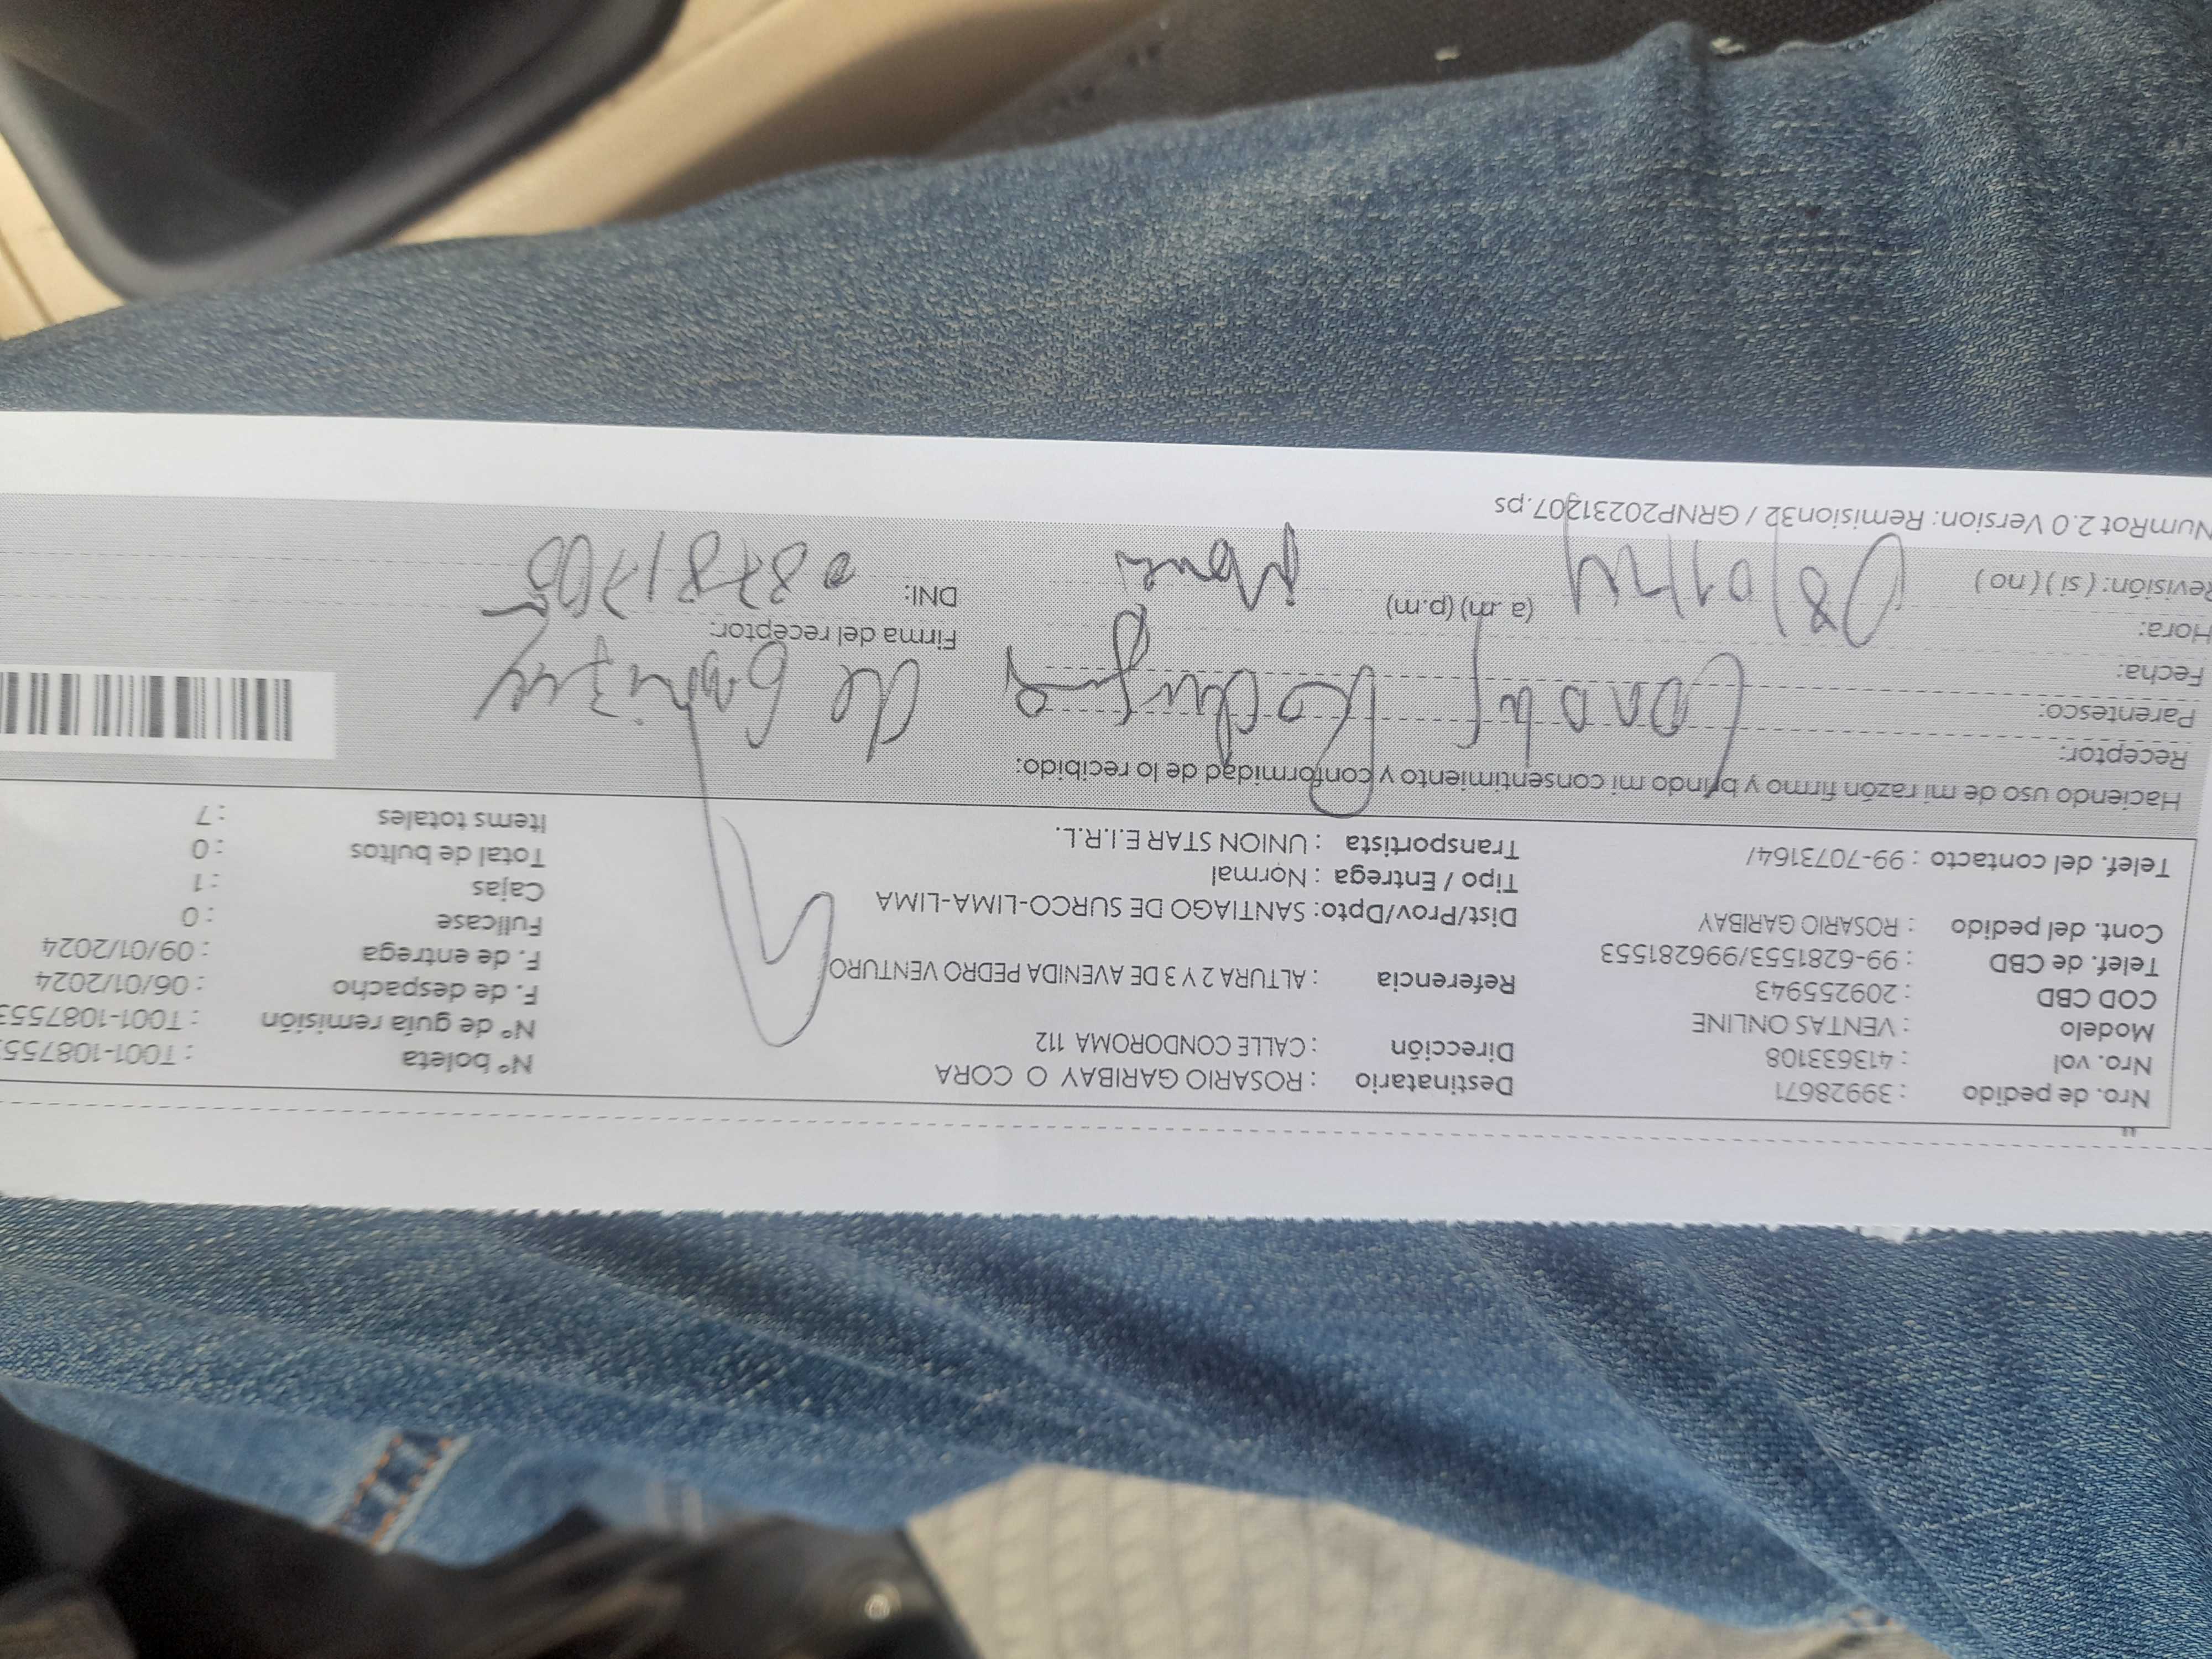 Nro. de pedido : 39928671
Nro. vol : 413633108
Modelo : VENTAS ONLINE
COD CBD : 209255943
Telef. de CBD : 99-6281553/996281553
Cont. del pedido : ROSARIO GARIBAY
Telef. del. contacto : 99-7073164/
Destinatario : ROSARIO GARIBAY O CORA
Dirección : CALLE CONDOROMA 112
Referencia : ALTURA 2 Y 3 DE AVENIDA PEDRO VENTURO
Dist/Prov/Dpto: SANTIAGO DE SURCO-LIMA-LIMA
Tipo / Entrega : Normal
Transportista : UNION STAR E.I.R.L.
N° boleta : T001-108755
N° de guía remisión : T001-1087553
F. de despacho : 06/01/2024
F. de entrega : 09/01/2024
Fullcase : 0
Cajas : 1
Total de bultos : 0
Items totales : 7
Haciendo uso de mi razón firmo y brindo mi consentimiento y conformidad de lo recibido:
Receptor:
Parentesco:
Fecha:
Hora: (a.m) (p.m)
Revisión: ( si ) ( no )
08/01/24
Firma del receptor:
DNI: 08781705
NumRot 2.0 Version: Remision32 / GRNP20231207.ps